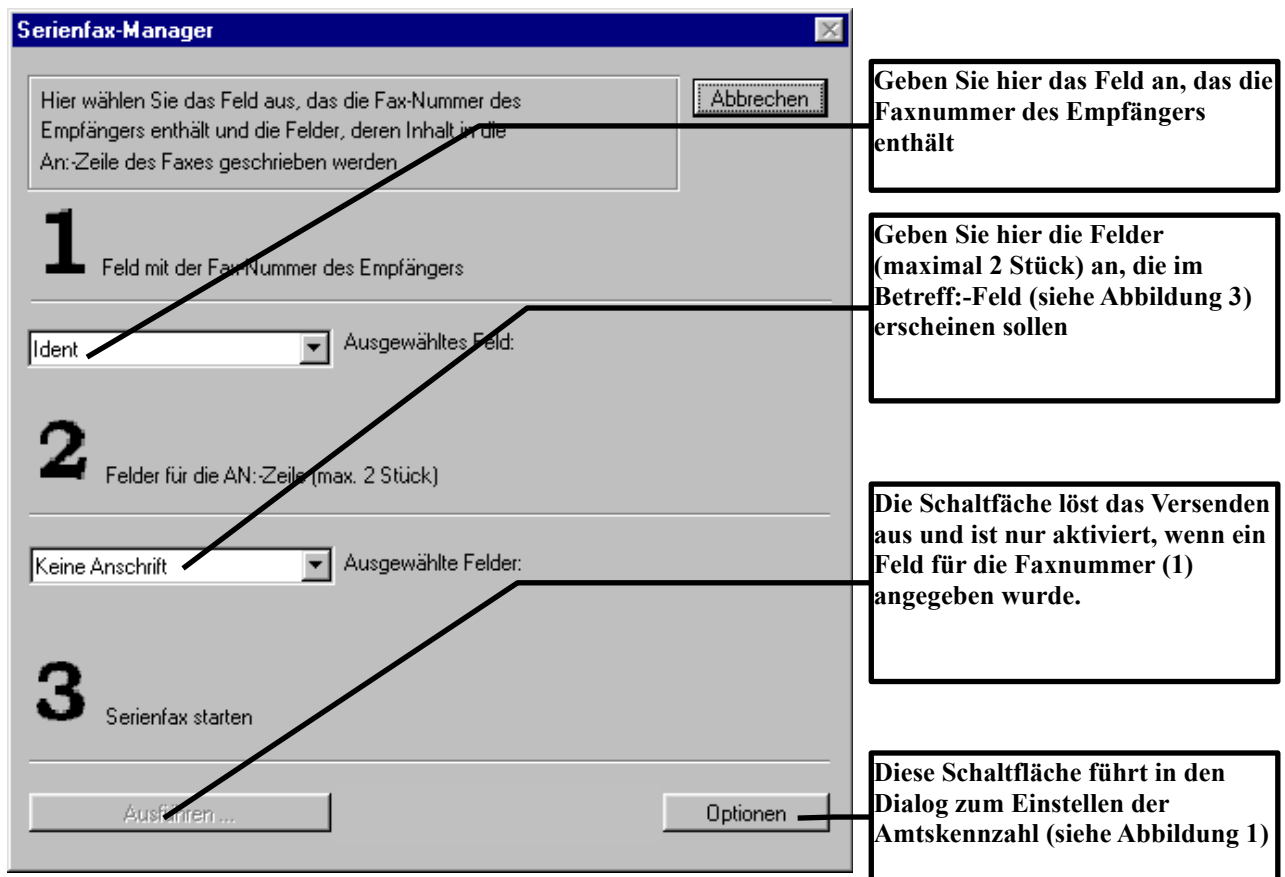 Serienfax-Manager
Hier wählen Sie das Feld aus, das die Fax-Nummer des
Empfängers enthält und die Felder, deren Inhalt in die
An:-Zeile des Faxes geschrieben werden
Abbrechen
1 Feld mit der Fax-Nummer des Empfängers
Ident
Ausgewähltes Feld:
2 Felder für die AN:-Zeile (max. 2 Stück)
Keine Anschrift
Ausgewählte Felder:
3 Serienfax starten
Ausführen ...
Optionen
Geben Sie hier das Feld an, das die
Faxnummer des Empfängers
enthält
Geben Sie hier die Felder
(maximal 2 Stück) an, die im
Betreff:-Feld (siehe Abbildung 3)
erscheinen sollen
Die Schaltfäche löst das Versenden
aus und ist nur aktiviert, wenn ein
Feld für die Faxnummer (1)
angegeben wurde.
Diese Schaltfläche führt in den
Dialog zum Einstellen der
Amtskennzahl (siehe Abbildung 1)